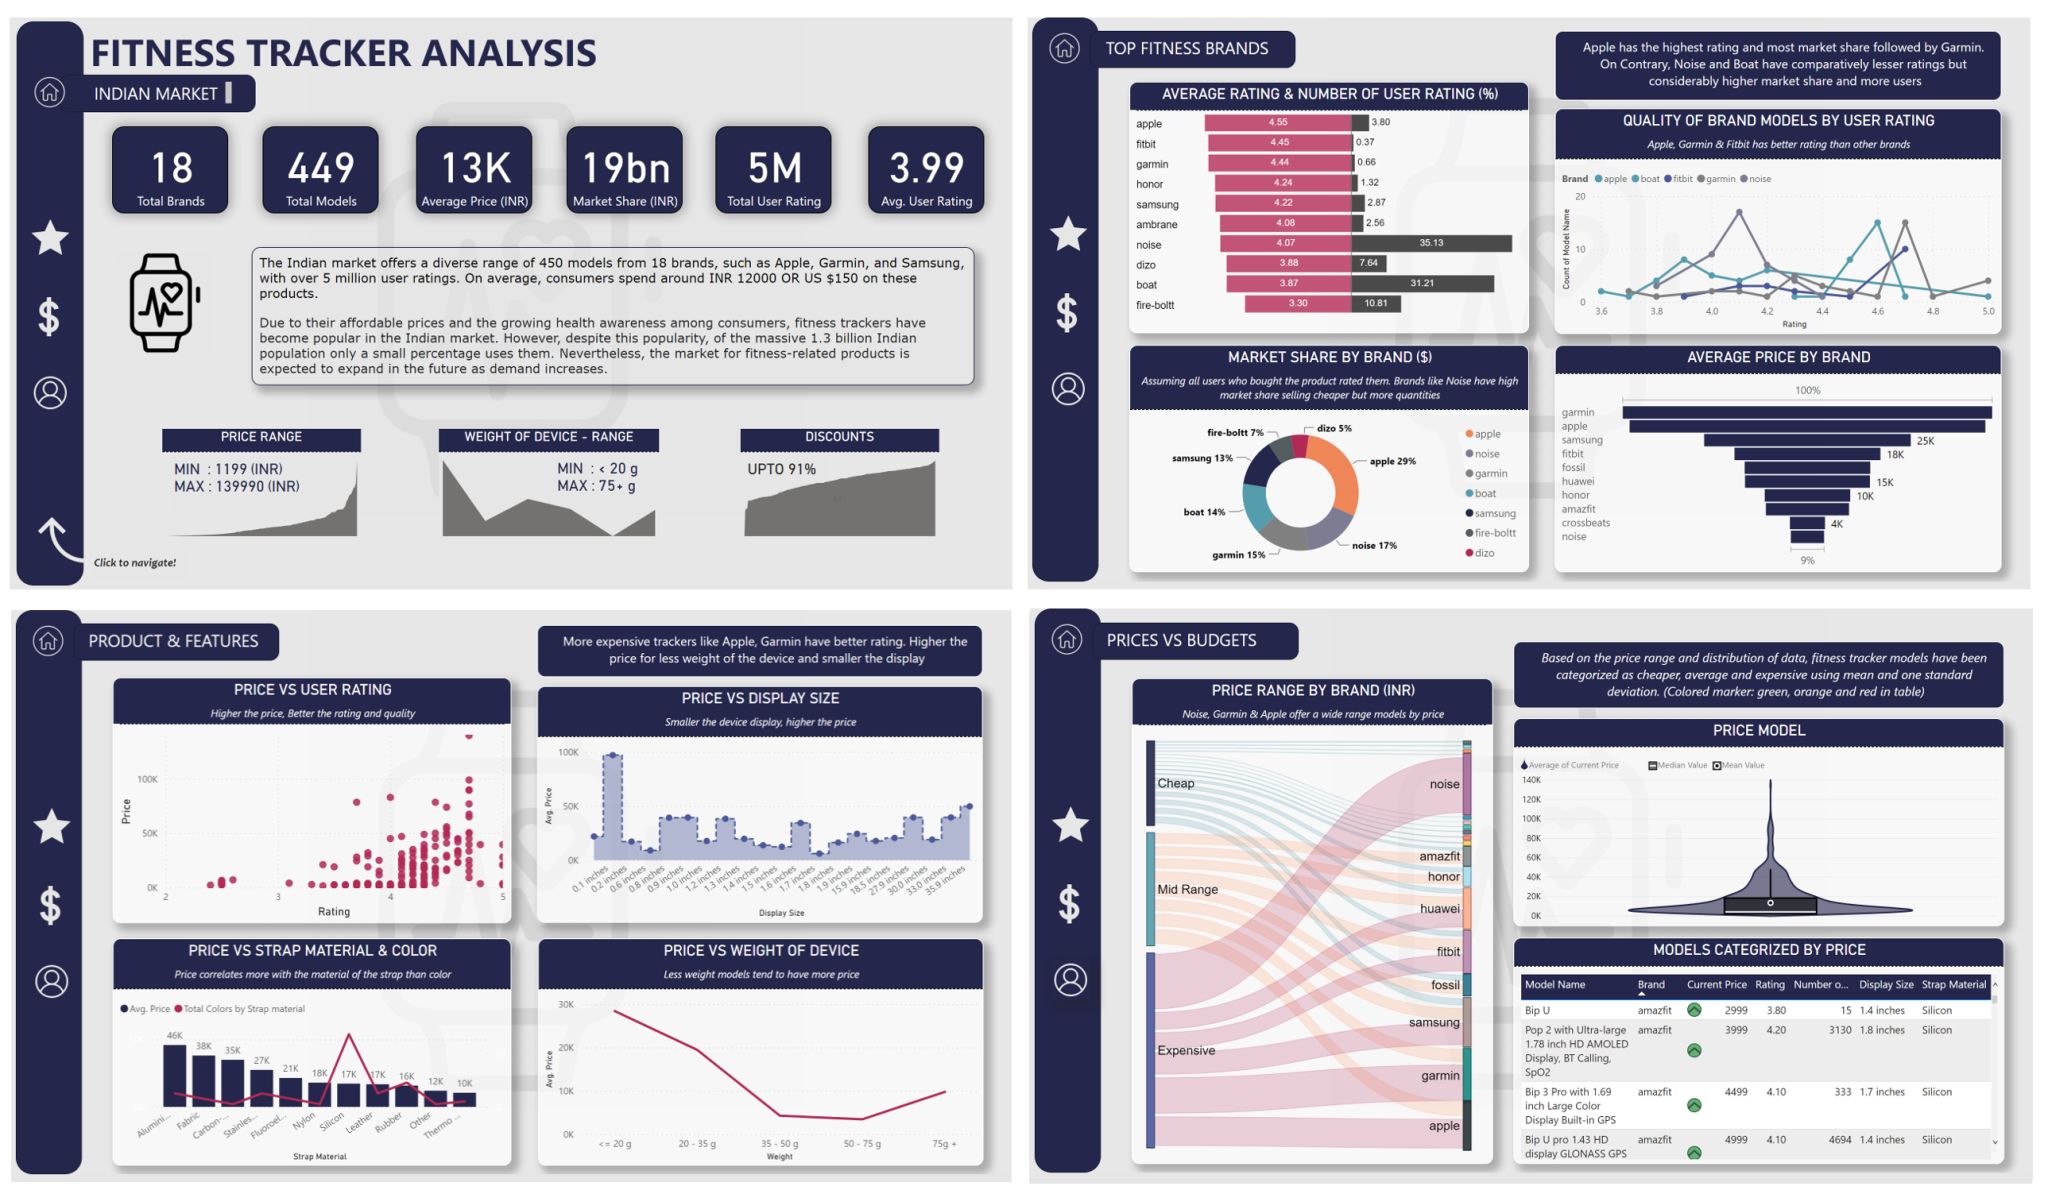 FITNESS TRACKER ANALYSIS
INDIAN MARKET
18
Total Brands
449
Total Models
13K
Average Price (INR)
19bn
Market Share (INR)
5M
Total User Rating
3.99
Avg. User Rating
The Indian market offers a diverse range of 450 models from 18 brands, such as Apple, Garmin, and Samsung,
with over 5 million user ratings. On average, consumers spend around INR 12000 OR US $150 on these
products.
Due to their affordable prices and the growing health awareness among consumers, fitness trackers have
become popular in the Indian market. However, despite this popularity, of the massive 1.3 billion Indian
population only a small percentage uses them. Nevertheless, the market for fitness-related products is
expected to expand in the future as demand increases.
PRICE RANGE
MIN : 1199 (INR)
MAX : 139990 (INR)
WEIGHT OF DEVICE - RANGE
MIN : < 20 g
MAX : 75+ g
DISCOUNTS
UPTO 91%
Click to navigate!
TOP FITNESS BRANDS
Apple has the highest rating and most market share followed by Garmin.
On Contrary, Noise and Boat have comparatively lesser ratings but
considerably higher market share and more users
AVERAGE RATING & NUMBER OF USER RATING (%)
apple 4.55 3.80
fitbit 4.45 0.37
garmin 4.44 0.66
honor 4.24 1.32
samsung 4.22 2.87
ambrane 4.08 2.56
noise 4.07 35.13
dizo 3.88 7.64
boat 3.87 31.21
fire-boltt 3.30 10.81
QUALITY OF BRAND MODELS BY USER RATING
Apple, Garmin & Fitbit has better rating than other brands
Brand apple boat fitbit garmin noise
Count of Model Name
20
10
0
3.6 3.8 4.0 4.2 4.4 4.6 4.8 5.0
Rating
MARKET SHARE BY BRAND ($)
Assuming all users who bought the product rated them. Brands like Noise have high
market share selling cheaper but more quantities
fire-boltt 7%
dizo 5%
samsung 13%
apple 29%
boat 14%
garmin 15%
noise 17%
apple
noise
garmin
boat
samsung
fire-boltt
dizo
AVERAGE PRICE BY BRAND
100%
garmin
apple
samsung 25K
fitbit 18K
fossil
huawei 15K
honor 10K
amazfit
crossbeats 4K
noise
9%
PRODUCT & FEATURES
More expensive trackers like Apple, Garmin have better rating. Higher the
price for less weight of the device and smaller the display
PRICE VS USER RATING
Higher the price, Better the rating and quality
Price
100K
50K
0K
2 3 4 5
Rating
PRICE VS DISPLAY SIZE
Smaller the device display, higher the price
Avg. Price
100K
50K
0K
0.1 inches 0.2 inches 0.6 inches 0.8 inches 0.9 inches 1.0 inches 1.2 inches 1.3 inches 1.4 inches 1.5 inches 1.6 inches 1.7 inches 1.8 inches 1.9 inches 15.9 inches 18.5 inches 27.9 inches 30.0 inches 33.0 inches 35.9 inches
Display Size
PRICE VS STRAP MATERIAL & COLOR
Price correlates more with the material of the strap than color
Avg. Price Total Colors by Strap material
46K 38K 35K 27K 21K 18K 17K 17K 16K 12K 10K
Alumini... Fabric Carbon-... Stainles... Fluoroel... Nylon Silicon Leather Rubber Other Thermo ...
Strap Material
PRICE VS WEIGHT OF DEVICE
Less weight models tend to have more price
Avg. Price
30K
20K
10K
0K
<= 20 g 20 - 35 g 35 - 50 g 50 - 75 g 75g +
Weight
PRICES VS BUDGETS
Based on the price range and distribution of data, fitness tracker models have been
categorized as cheaper, average and expensive using mean and one standard
deviation. (Colored marker: green, orange and red in table)
PRICE RANGE BY BRAND (INR)
Noise, Garmin & Apple offer a wide range models by price
Cheap
Mid Range
Expensive
noise
amazfit
honor
huawei
fitbit
fossil
samsung
garmin
apple
PRICE MODEL
Average of Current Price Median Value Mean Value
140K
120K
100K
80K
60K
40K
20K
0K
MODELS CATEGRIZED BY PRICE
Model Name Brand Current Price Rating Number o... Display Size Strap Material
Bip U amazfit 2999 3.80 15 1.4 inches Silicon
Pop 2 with Ultra-large amazfit 3999 4.20 3130 1.8 inches Silicon
1.78 inch HD AMOLED
Display, BT Calling,
SpO2
Bip 3 Pro with 1.69 amazfit 4499 4.10 333 1.7 inches Silicon
inch Large Color
Display Built-in GPS
Bip U pro 1.43 HD amazfit 4999 4.10 4694 1.4 inches Silicon
display GLONASS GPS